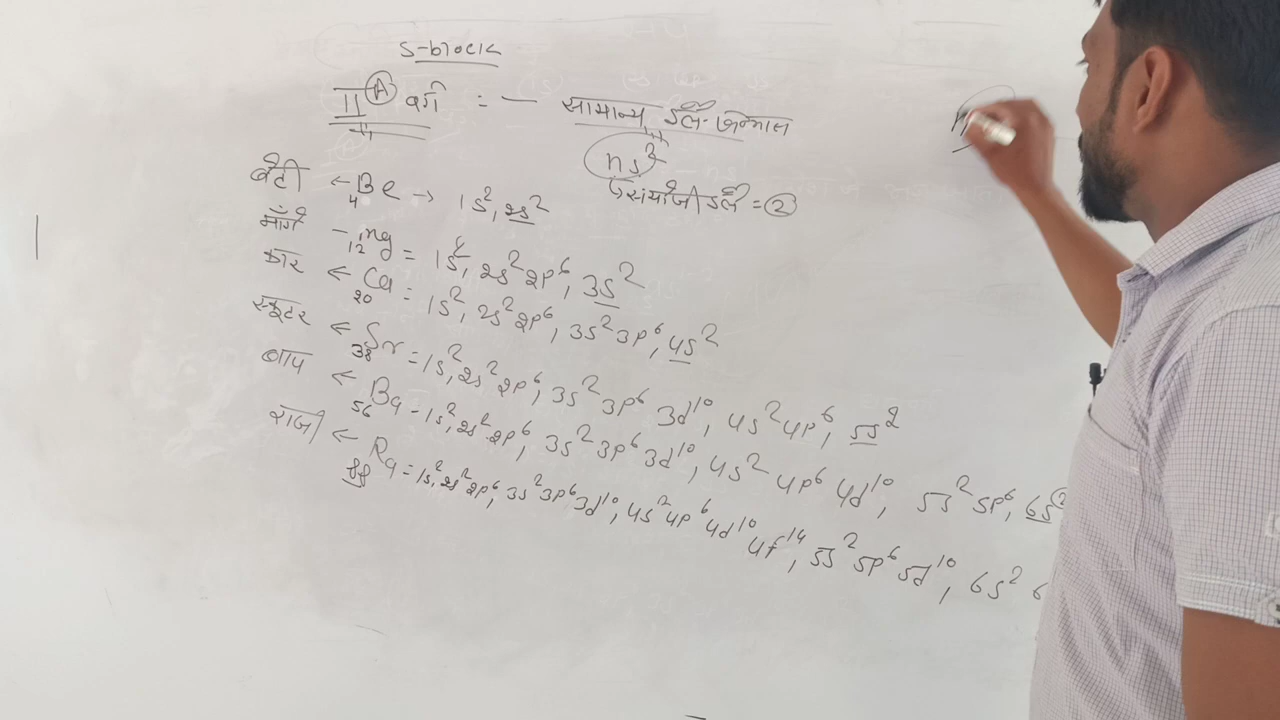 s-block
II A वर्ग :- सामान्य इलै. विन्यास
ns²
↳ संयोजी इलै = 2
बेटी ← ₄Be → 1s², 2s²
माँगे - ₁₂Mg = 1s², 2s² 2p⁶, 3s²
कार ← ₂₀Ca = 1s², 2s² 2p⁶, 3s² 3p⁶, 4s²
स्कूटर ← ₃₈Sr = 1s², 2s² 2p⁶, 3s² 3p⁶ 3d¹⁰, 4s² 4p⁶, 5s²
बाप ← ₅₆Ba - 1s², 2s² 2p⁶, 3s² 3p⁶ 3d¹⁰, 4s² 4p⁶ 4d¹⁰, 5s² 5p⁶, 6s²
राजी ← ₈₈Ra = 1s², 2s² 2p⁶, 3s² 3p⁶ 3d¹⁰, 4s² 4p⁶ 4d¹⁰ 4f¹⁴, 5s² 5p⁶ 5d¹⁰, 6s² 6